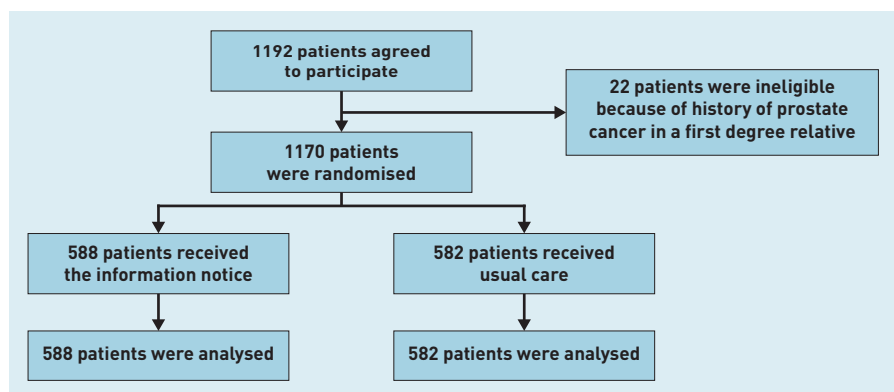 1192 patients agreed
to participate
22 patients were ineligible
because of history of prostate
cancer in a first degree relative
1170 patients
were randomised
588 patients received
the information notice
582 patients received
usual care
588 patients were analysed
582 patients were analysed